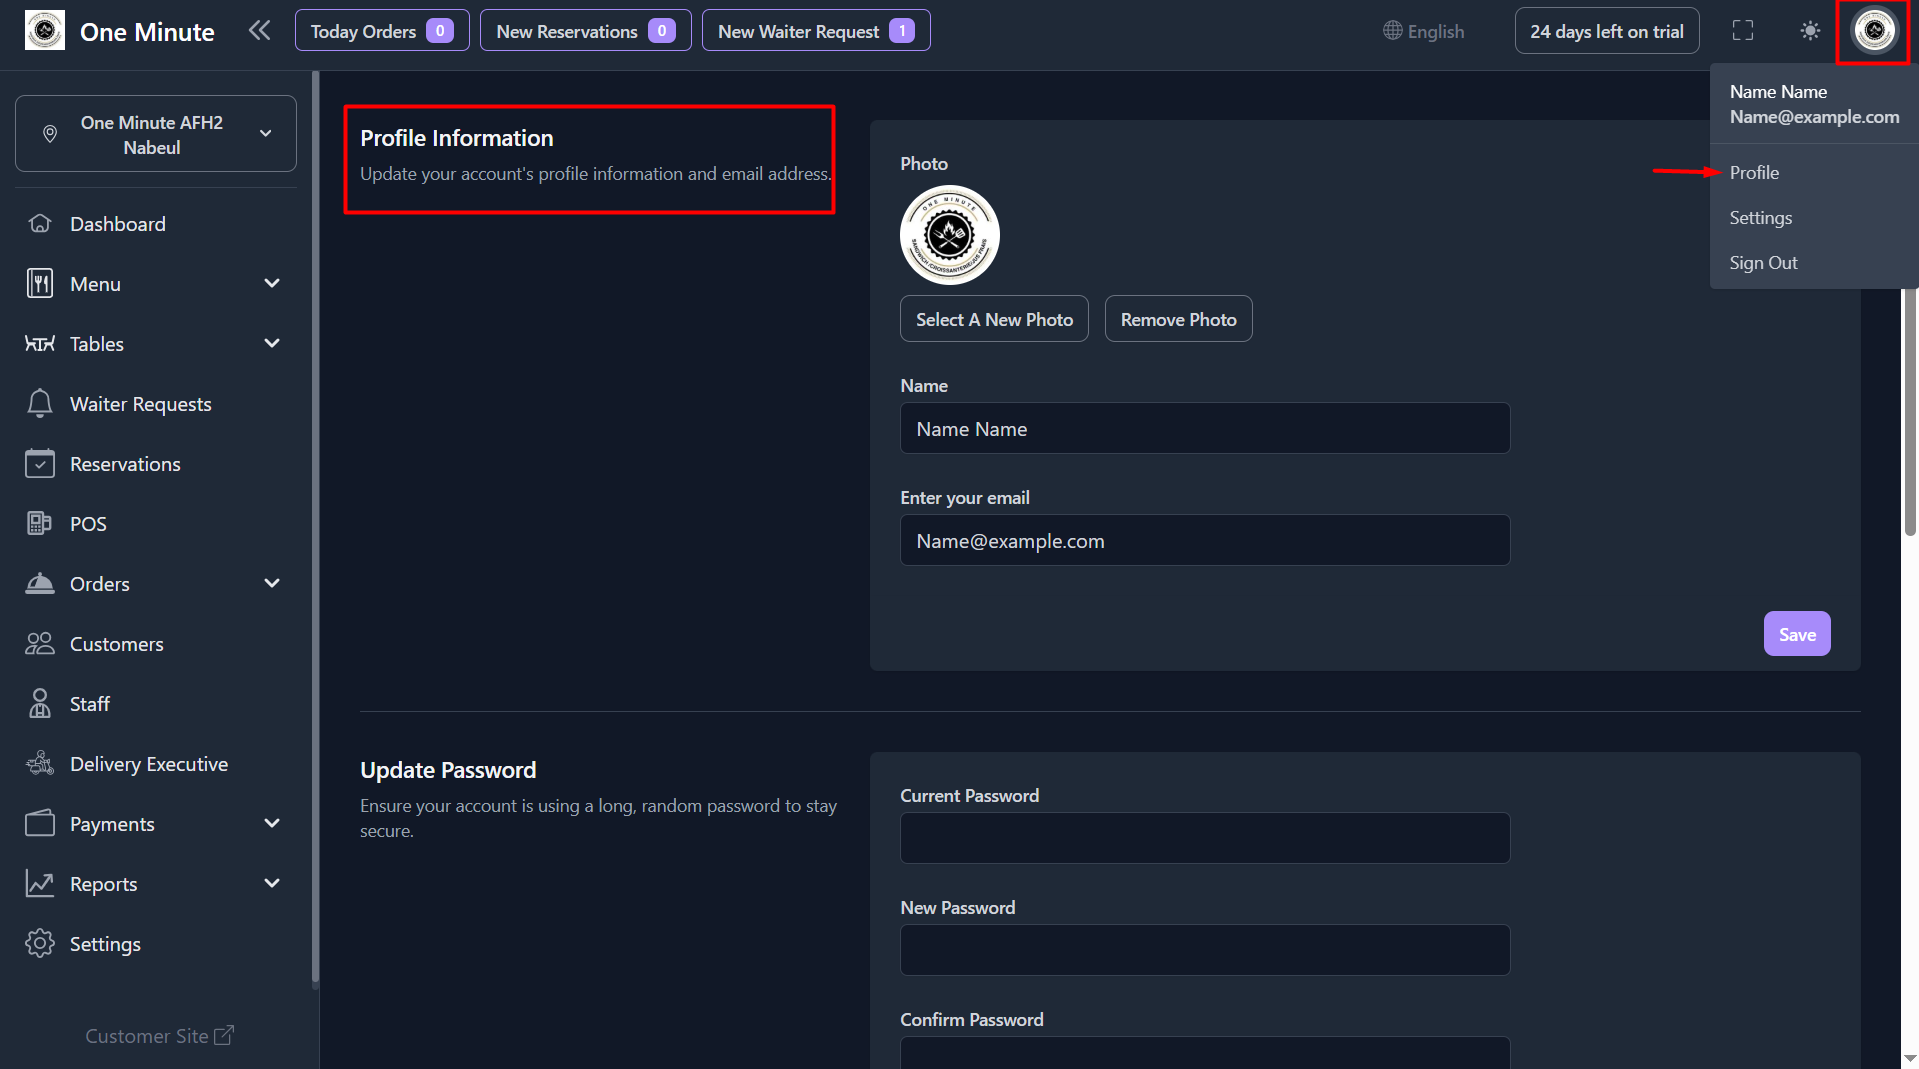 One Minute
Today Orders 0
New Reservations 0
New Waiter Request 1
English
24 days left on trial
Name Name
Name@example.com
Profile
Settings
Sign Out
One Minute AFH2
Nabeul
Dashboard
Menu
Tables
Waiter Requests
Reservations
POS
Orders
Customers
Staff
Delivery Executive
Payments
Reports
Settings
Customer Site
Profile Information
Update your account's profile information and email address.
Photo
ONE MINUTE
Select A New Photo
Remove Photo
Name
Name Name
Enter your email
Name@example.com
Save
Update Password
Ensure your account is using a long, random password to stay
secure.
Current Password
New Password
Confirm Password